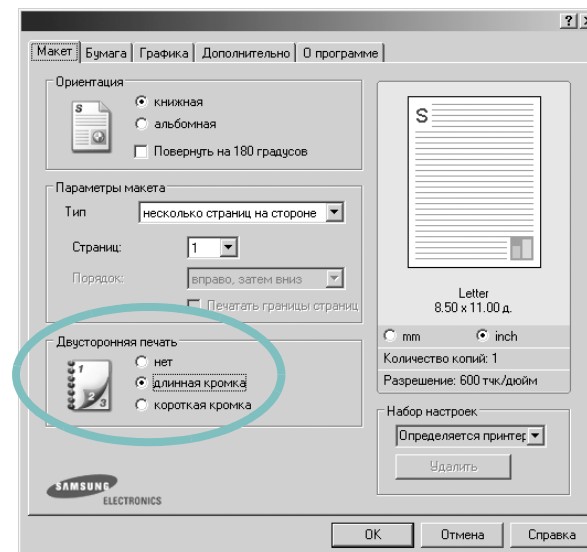 Макет Бумага Графика Дополнительно О программе
Ориентация
S
книжная
альбомная
Повернуть на 180 градусов
Параметры макета
Тип несколько страниц на стороне
Страниц: 1
Порядок: вправо, затем вниз
Печатать границы страниц
Двусторонняя печать
1 2 3
нет
длинная кромка
короткая кромка
SAMSUNG
ELECTRONICS
S
Letter
8.50 x 11.00 д.
mm inch
Количество копий: 1
Разрешение: 600 тчк/дюйм
Набор настроек
Определяется принтер
Удалить
OK Отмена Справка